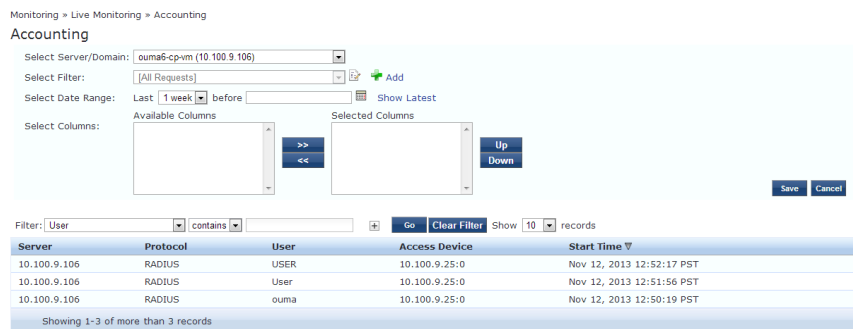 Monitoring » Live Monitoring » Accounting
Accounting
Select Server/Domain: ouma6-cp-vm (10.100.9.106)
Select Filter: [All Requests] Add
Select Date Range: Last 1 week before Show Latest
Select Columns:
Available Columns Selected Columns
>> Up
<< Down
Save Cancel
Filter: User contains + Go Clear Filter Show 10 records
Server Protocol User Access Device Start Time ▼
10.100.9.106 RADIUS USER 10.100.9.25:0 Nov 12, 2013 12:52:17 PST
10.100.9.106 RADIUS User 10.100.9.25:0 Nov 12, 2013 12:51:56 PST
10.100.9.106 RADIUS ouma 10.100.9.25:0 Nov 12, 2013 12:50:19 PST
Showing 1-3 of more than 3 records